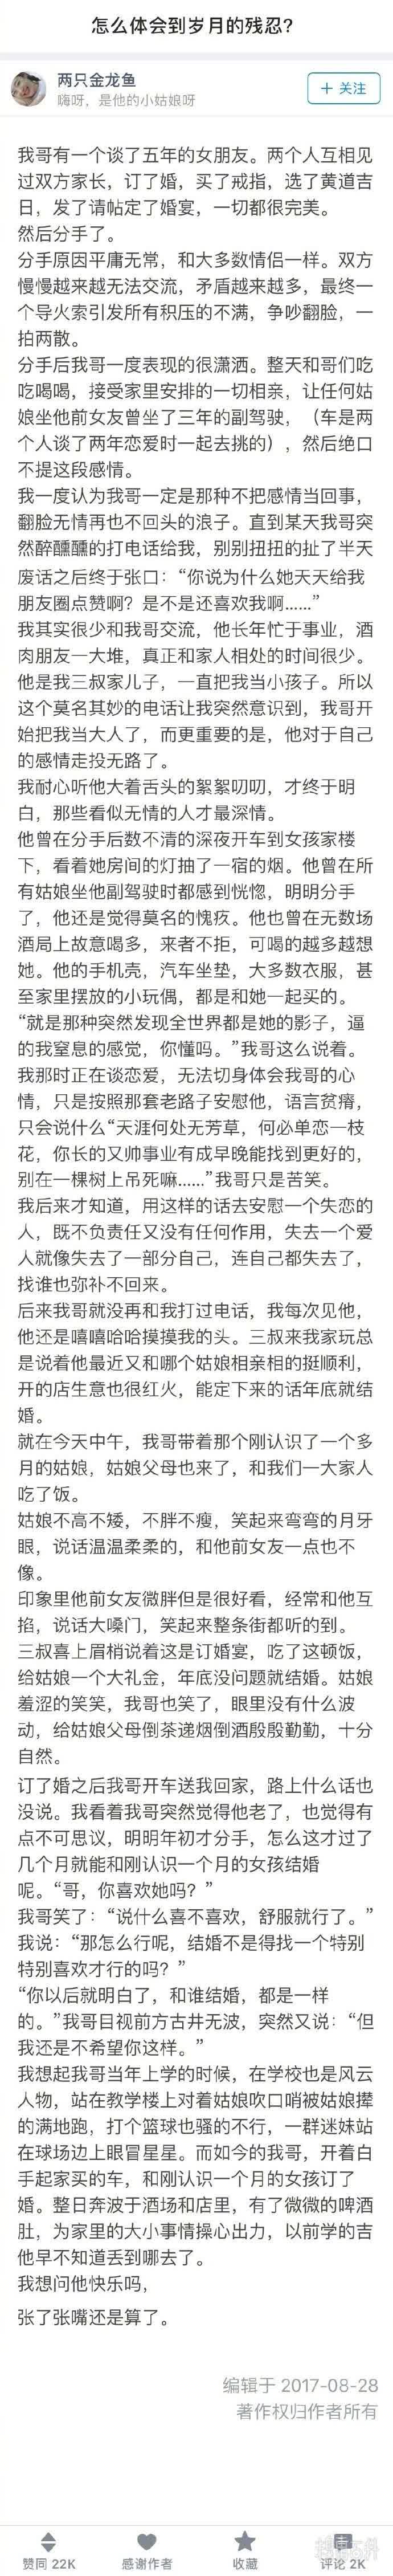 怎么体会到岁月的残忍?
两只金龙鱼
嗨呀，是他的小姑娘呀
+ 关注
我哥有一个谈了五年的女朋友。两个人互相见
过双方家长，订了婚，买了戒指，选了黄道吉
日，发了请帖定了婚宴，一切都很完美。
然后分手了。
分手原因平庸无常，和大多数情侣一样。双方
慢慢越来越无法交流，矛盾越来越多，最终一
个导火索引发所有积压的不满，争吵翻脸，一
拍两散。
分手后我哥一度表现的很潇洒。整天和哥们吃
吃喝喝，接受家里安排的一切相亲，让任何姑
娘坐他前女友曾坐了三年的副驾驶，（车是两
个人谈了两年恋爱时一起去挑的），然后绝口
不提这段感情。
我一度认为我哥一定是那种不把感情当回事，
翻脸无情再也不回头的浪子。直到某天我哥突
然醉醺醺的打电话给我，别别扭扭的扯了半天
废话之后终于张口：“你说为什么她天天给我
朋友圈点赞啊？是不是还喜欢我啊……”
我其实很少和我哥交流，他长年忙于事业，酒
肉朋友一大堆，真正和家人相处的时间很少。
他是我三叔家儿子，一直把我当小孩子。所以
这个莫名其妙的电话让我突然意识到，我哥开
始把我当大人了，而更重要的是，他对于自己
的感情走投无路了。
我耐心听他大着舌头的絮絮叨叨，才终于明
白，那些看似无情的人才最深情。
他曾在分手后数不清的深夜开车到女孩家楼
下，看着她房间的灯抽了一宿的烟。他曾在所
有姑娘坐他副驾驶时都感到恍惚，明明分手
了，他还是觉得莫名的愧疚。他也曾在无数场
酒局上故意喝多，来者不拒，可喝的越多越想
她。他的手机壳，汽车坐垫，大多数衣服，甚
至家里摆放的小玩偶，都是和她一起买的。
“就是那种突然发现全世界都是她的影子，逼
的我窒息的感觉，你懂吗。”我哥这么说着。
我那时正在谈恋爱，无法切身体会我哥的心
情，只是按照那套老路子安慰他，语言贫瘠，
只会说什么“天涯何处无芳草，何必单恋一枝
花，你长的又帅事业有成早晚能找到更好的，
别在一棵树上吊死嘛……”我哥只是苦笑。
我后来才知道，用这样的话去安慰一个失恋的
人，既不负责任又没有任何作用，失去一个爱
人就像失去了一部分自己，连自己都失去了，
找谁也弥补不回来。
后来我哥就没再和我打过电话，我每次见他，
他还是嘻嘻哈哈摸摸我的头。三叔来我家玩总
是说着他最近又和哪个姑娘相亲相的挺顺利，
开的店生意也很红火，能定下来的话年底就结
婚。
就在今天中午，我哥带着那个刚认识了一个多
月的姑娘，姑娘父母也来了，和我们一大家人
吃了饭。
姑娘不高不矮，不胖不瘦，笑起来弯弯的月牙
眼，说话温温柔柔的，和他前女友一点也不
像。
印象里他前女友微胖但是很好看，经常和他互
掐，说话大嗓门，笑起来整条街都听的到。
三叔喜上眉梢说着这是订婚宴，吃了这顿饭，
给姑娘一个大礼金，年底没问题就结婚。姑娘
羞涩的笑笑，我哥也笑了，眼里没有什么波
动，给姑娘父母倒茶递烟倒酒殷殷勤勤，十分
自然。
订了婚之后我哥开车送我回家，路上什么话也
没说。我看着我哥突然觉得他老了，也觉得有
点不可思议，明明年初才分手，怎么这才过了
几个月就能和刚认识一个月的女孩结婚
呢。“哥，你喜欢她吗？”
我哥笑了：“说什么喜不喜欢，舒服就行了。”
我说：“那怎么行呢，结婚不是得找一个特别
特别喜欢才行的吗？”
“你以后就明白了，和谁结婚，都是一样
的。”我哥目视前方古井无波，突然又说：“但
我还是不希望你这样。”
我想起我哥当年上学的时候，在学校也是风云
人物，站在教学楼上对着姑娘吹口哨被姑娘撵
的满地跑，打个篮球也骚的不行，一群迷妹站
在球场边上眼冒星星。而如今的我哥，开着白
手起家买的车，和刚认识一个月的女孩订了
婚。整日奔波于酒场和店里，有了微微的啤酒
肚，为家里的大小事情操心出力，以前学的吉
他早不知道丢到哪去了。
我想问他快乐吗，
张了张嘴还是算了。
编辑于 2017-08-28
著作权归作者所有
赞同 22K
感谢作者
收藏
评论 2K